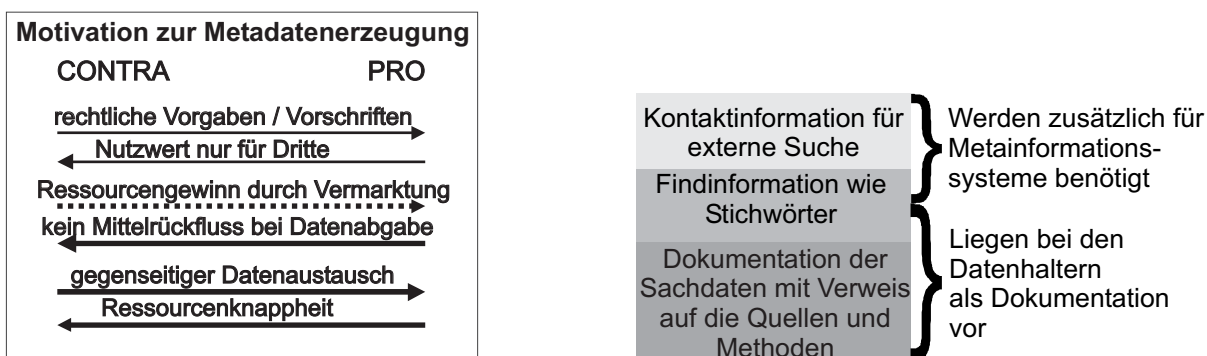 Motivation zur Metadatenerzeugung
CONTRA PRO
rechtliche Vorgaben / Vorschriften
Nutzwert nur für Dritte
Ressourcengewinn durch Vermarktung
kein Mittelrückfluss bei Datenabgabe
gegenseitiger Datenaustausch
Ressourcenknappheit
Kontaktinformation für
externe Suche
Findinformation wie
Stichwörter
Dokumentation der
Sachdaten mit Verweis
auf die Quellen und
Methoden
Werden zusätzlich für
Metainformations-
systeme benötigt
Liegen bei den
Datenhaltern
als Dokumentation
vor